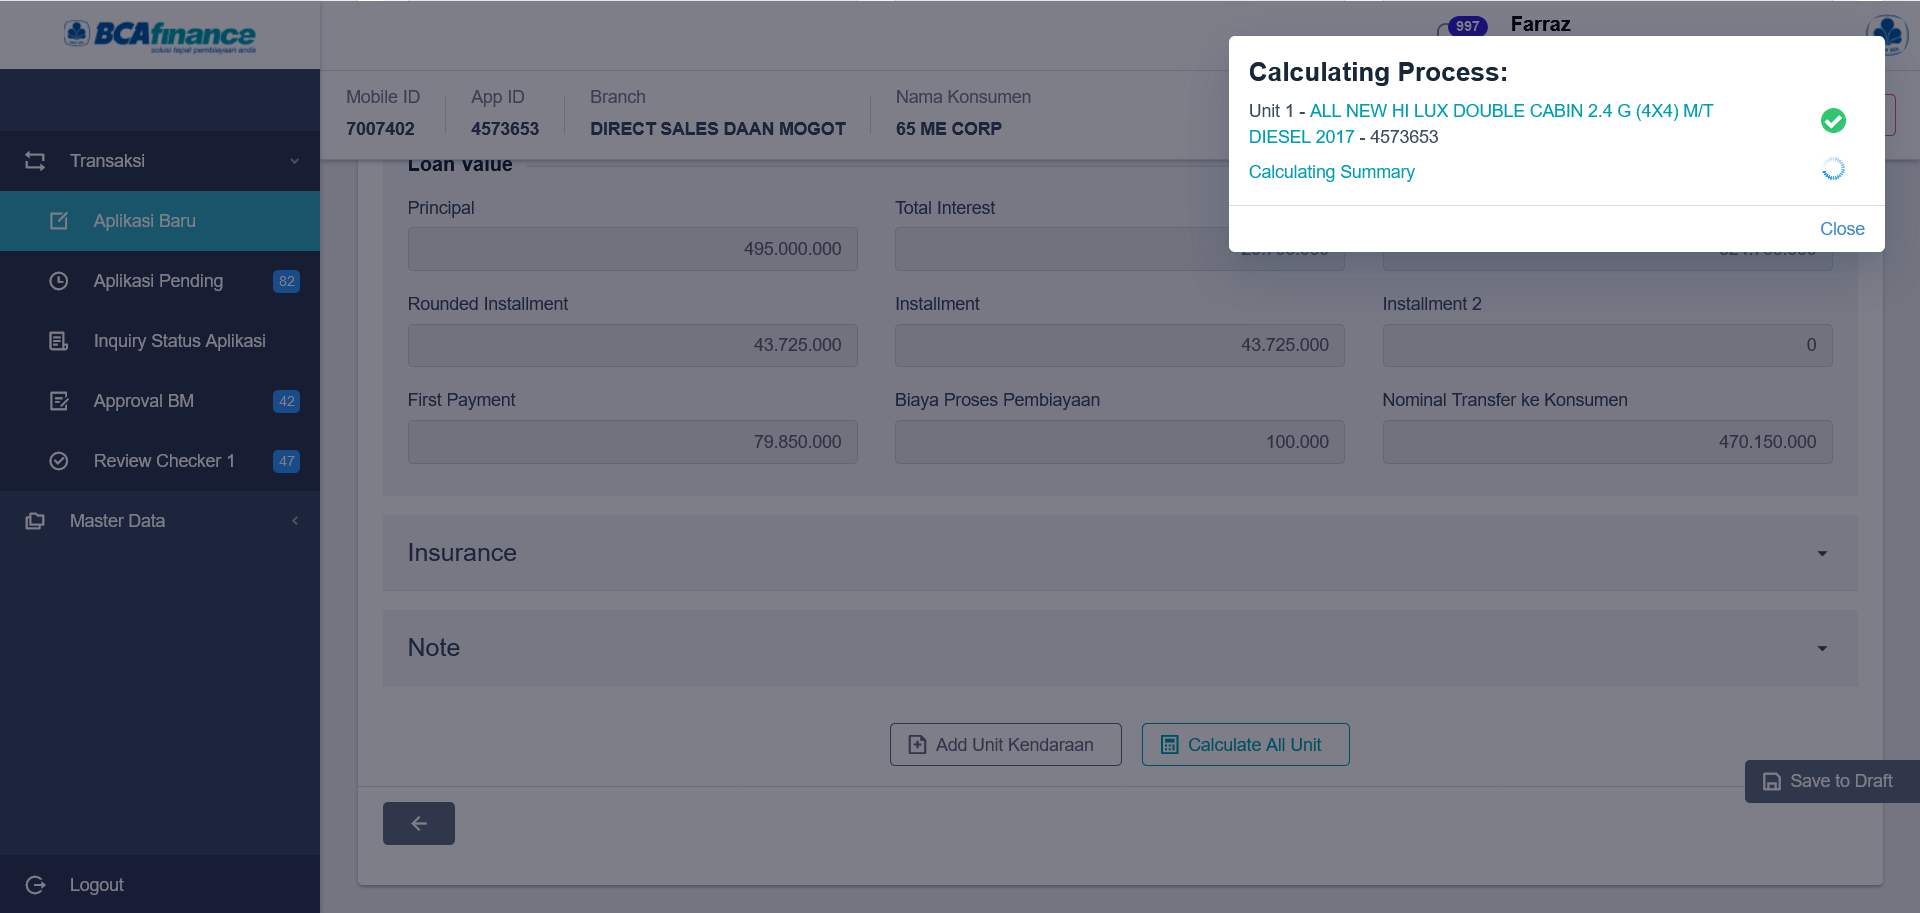 BCAfinance
solusi tepat pembiayaan anda
997
Farraz
Mobile ID
7007402
App ID
4573653
Branch
DIRECT SALES DAAN MOGOT
Nama Konsumen
65 ME CORP
Calculating Process:
Unit 1 - ALL NEW HI LUX DOUBLE CABIN 2.4 G (4X4) M/T
DIESEL 2017 - 4573653
Calculating Summary
Close
Transaksi
Aplikasi Baru
Aplikasi Pending 82
Inquiry Status Aplikasi
Approval BM 42
Review Checker 1 47
Master Data
Logout
Loan Value
Principal
495.000.000
Total Interest
Rounded Installment
43.725.000
Installment
43.725.000
Installment 2
0
First Payment
79.850.000
Biaya Proses Pembiayaan
100.000
Nominal Transfer ke Konsumen
470.150.000
Insurance
Note
Add Unit Kendaraan
Calculate All Unit
Save to Draft